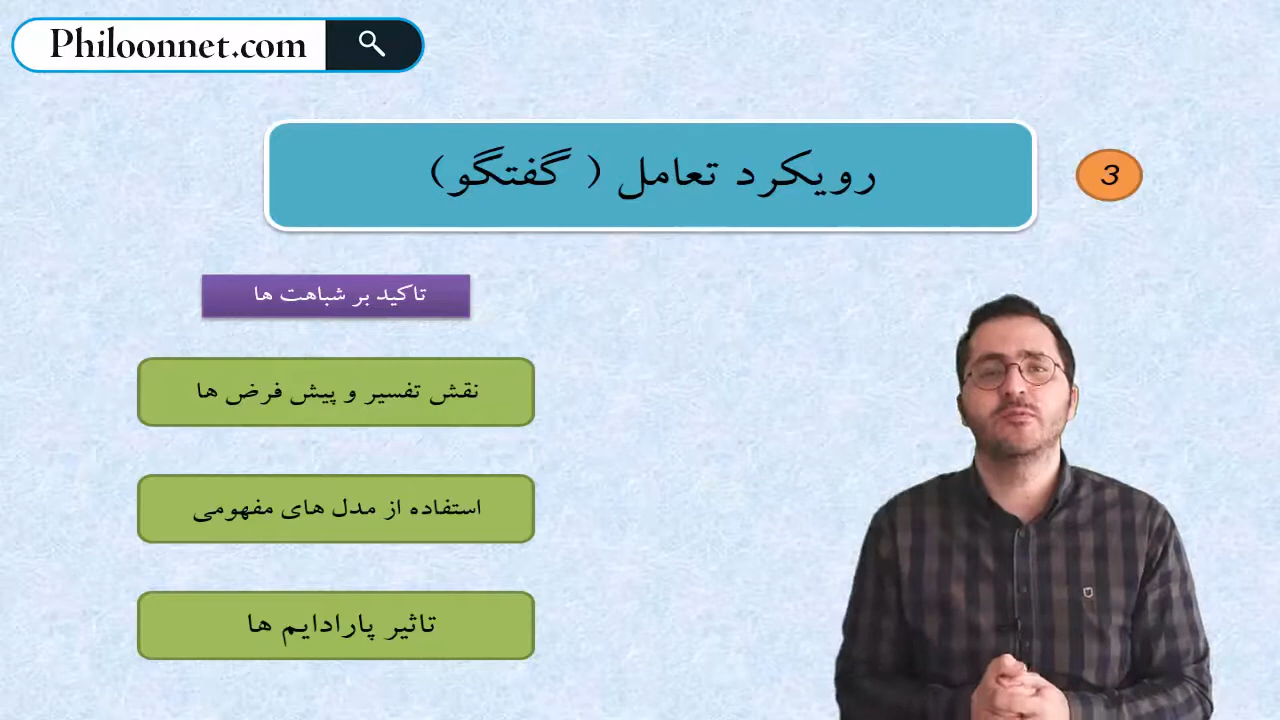 Philoonnet.com
رویکرد تعامل ( گفتگو)
3
تاکید بر شباهت ها
نقش تفسیر و پیش فرض ها
استفاده از مدل های مفهومی
تاثیر پارادایم ها